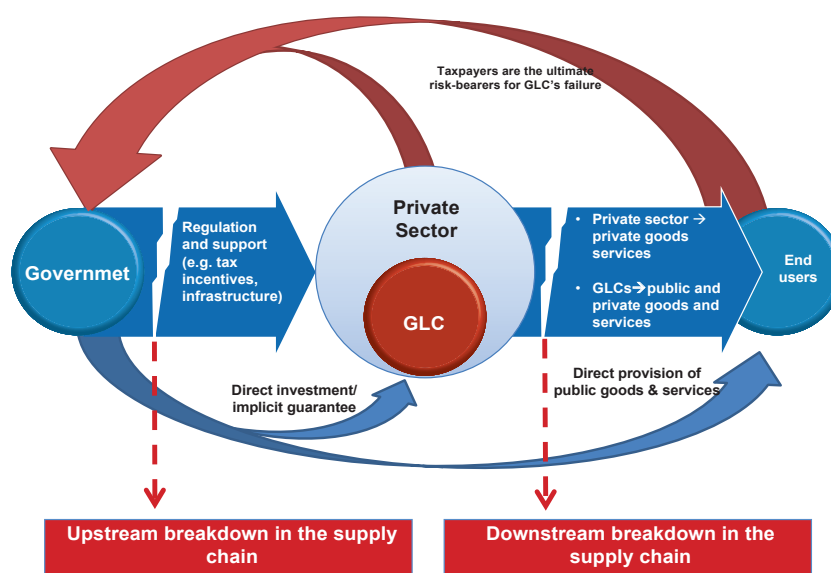 Taxpayers are the ultimate
risk-bearers for GLC's failure
Governmet
Regulation
and support
(e.g. tax
incentives,
infrastructure)
Private
Sector
GLC
• Private sector →
private goods
services
• GLCs→public and
private goods and
services
End
users
Direct investment/
implicit guarantee
Direct provision of
public goods & services
Upstream breakdown in the supply
chain
Downstream breakdown in the
supply chain